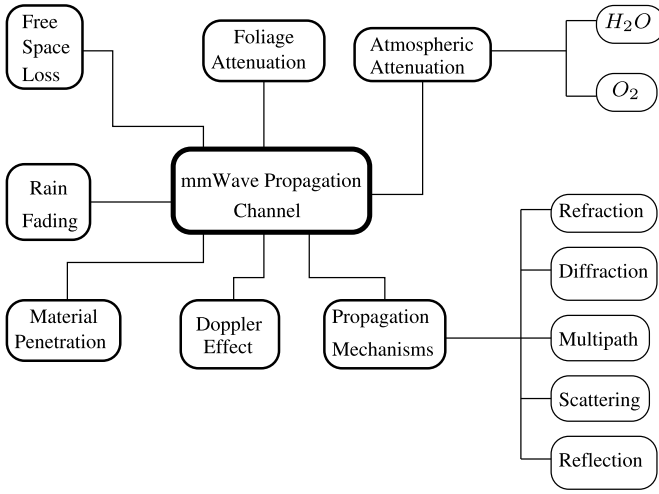 Free
Space
Loss
Foliage
Attenuation
Atmospheric
Attenuation
H₂O
O₂
mmWave Propagation
Channel
Rain
Fading
Material
Penetration
Doppler
Effect
Propagation
Mechanisms
Refraction
Diffraction
Multipath
Scattering
Reflection